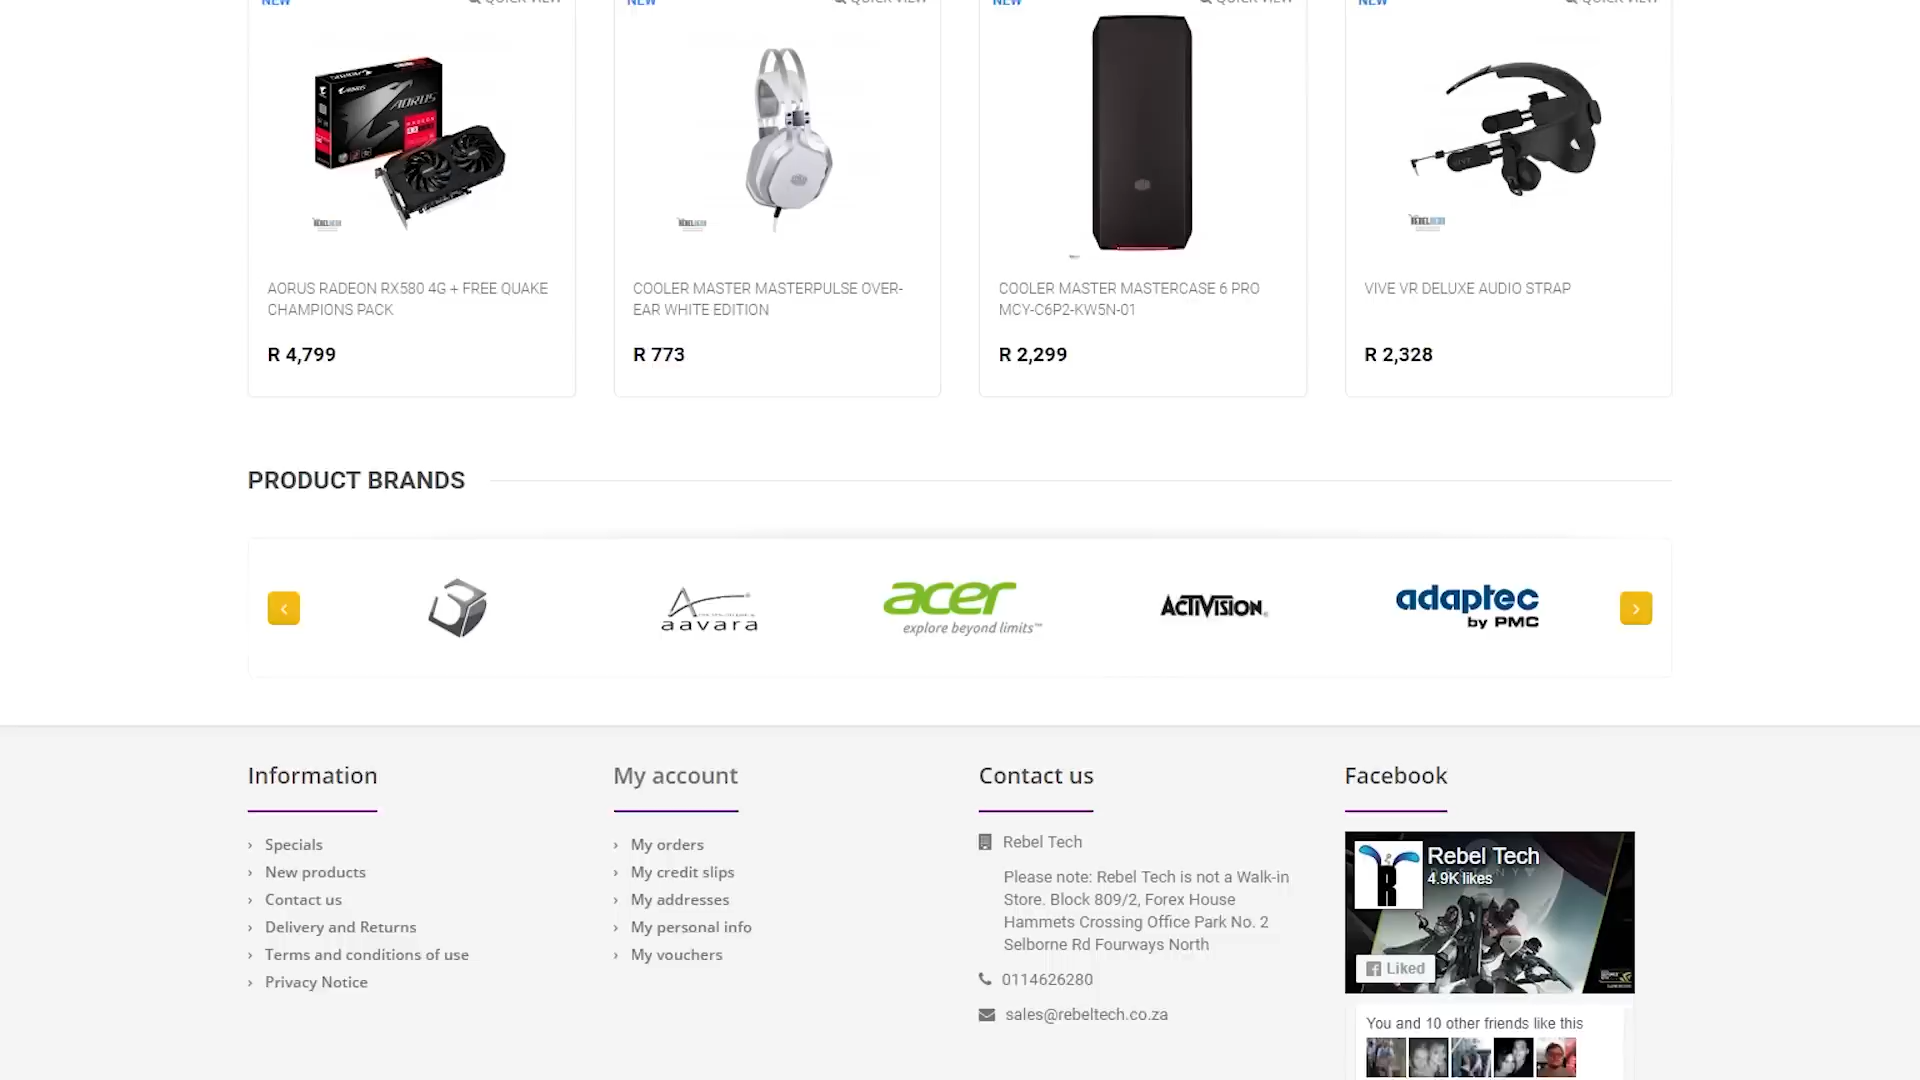 NEW QUICK VIEW NEW QUICK VIEW NEW QUICK VIEW NEW QUICK VIEW
AORUS
AORUS
REBELTECH
REBELTECH
REBELTECH
AORUS RADEON RX580 4G + FREE QUAKE
CHAMPIONS PACK
R 4,799
COOLER MASTER MASTERPULSE OVER-
EAR WHITE EDITION
R 773
COOLER MASTER MASTERCASE 6 PRO
MCY-C6P2-KW5N-01
R 2,299
VIVE VR DELUXE AUDIO STRAP
R 2,328
PRODUCT BRANDS
aavara
acer
explore beyond limits™
ACTIVISION®
adaptec
by PMC
Information
Specials
New products
Contact us
Delivery and Returns
Terms and conditions of use
Privacy Notice
My account
My orders
My credit slips
My addresses
My personal info
My vouchers
Contact us
Rebel Tech
Please note: Rebel Tech is not a Walk-in
Store. Block 809/2, Forex House
Hammets Crossing Office Park No. 2
Selborne Rd Fourways North
0114626280
sales@rebeltech.co.za
Facebook
Rebel Tech
4.9K likes
Liked
You and 10 other friends like this